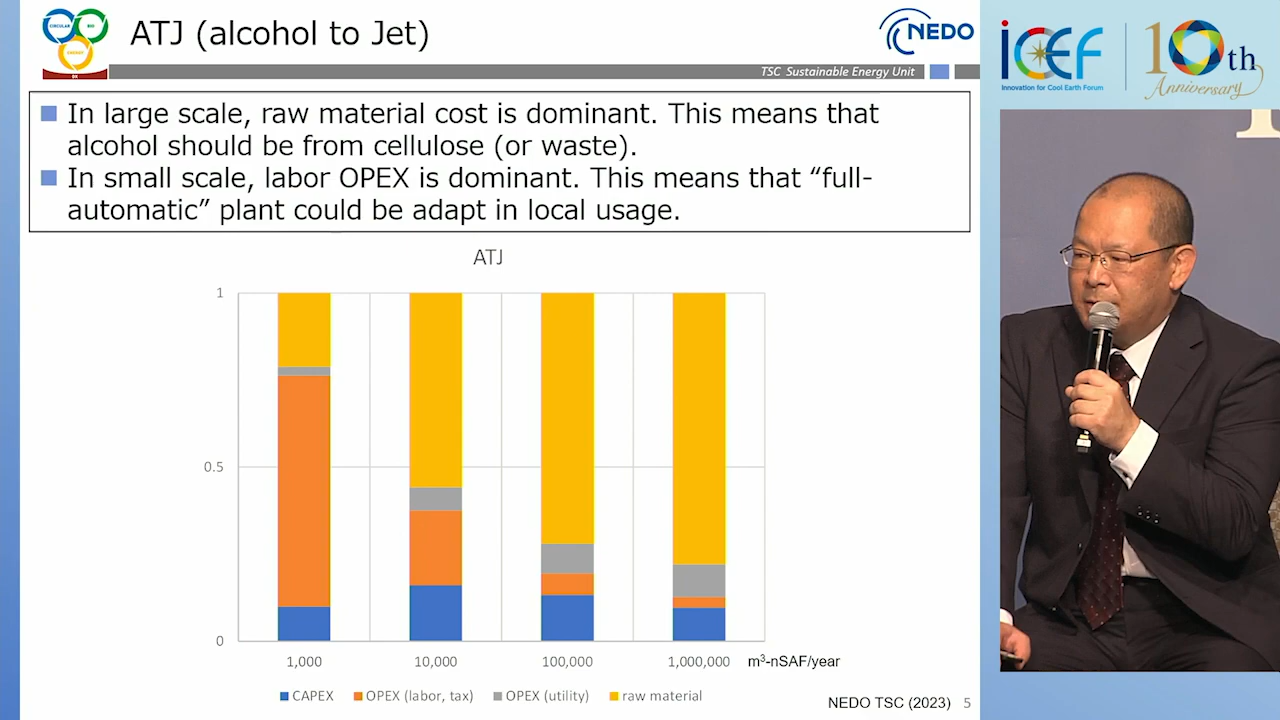 CIRCULAR
BIO
ENERGY
DX
ATJ (alcohol to Jet)
NEDO
TSC Sustainable Energy Unit
In large scale, raw material cost is dominant. This means that
alcohol should be from cellulose (or waste).
In small scale, labor OPEX is dominant. This means that “full-
automatic” plant could be adapt in local usage.
ATJ
1
0.5
0
1,000
10,000
100,000
1,000,000
m³-nSAF/year
CAPEX
OPEX (labor, tax)
OPEX (utility)
raw material
NEDO TSC (2023)
5
ICEF
Innovation for Cool Earth Forum
10th
Anniversary